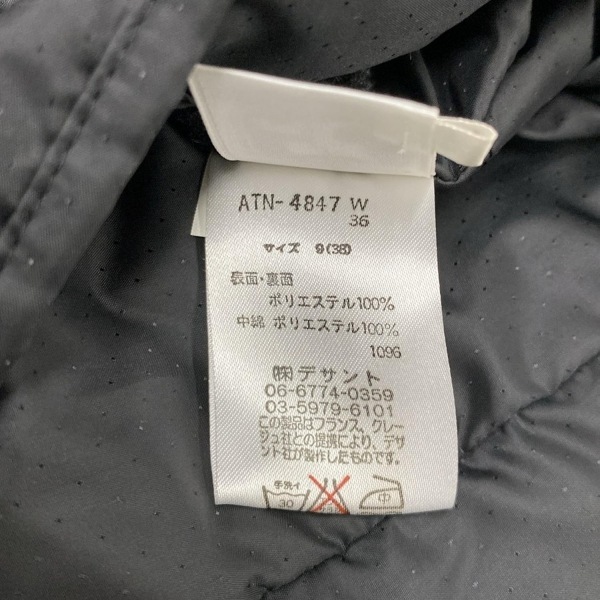 ATN-4847 W
36
サイズ 9(38)
表面・裏面
ポリエステル100%
中綿 ポリエステル100%
1096
㈱デサント
06-6774-0359
03-5979-6101
この製品はフランス、クレー
ジュ社との提携により、デサ
ント社が製作したものです。
手洗イ
30
中